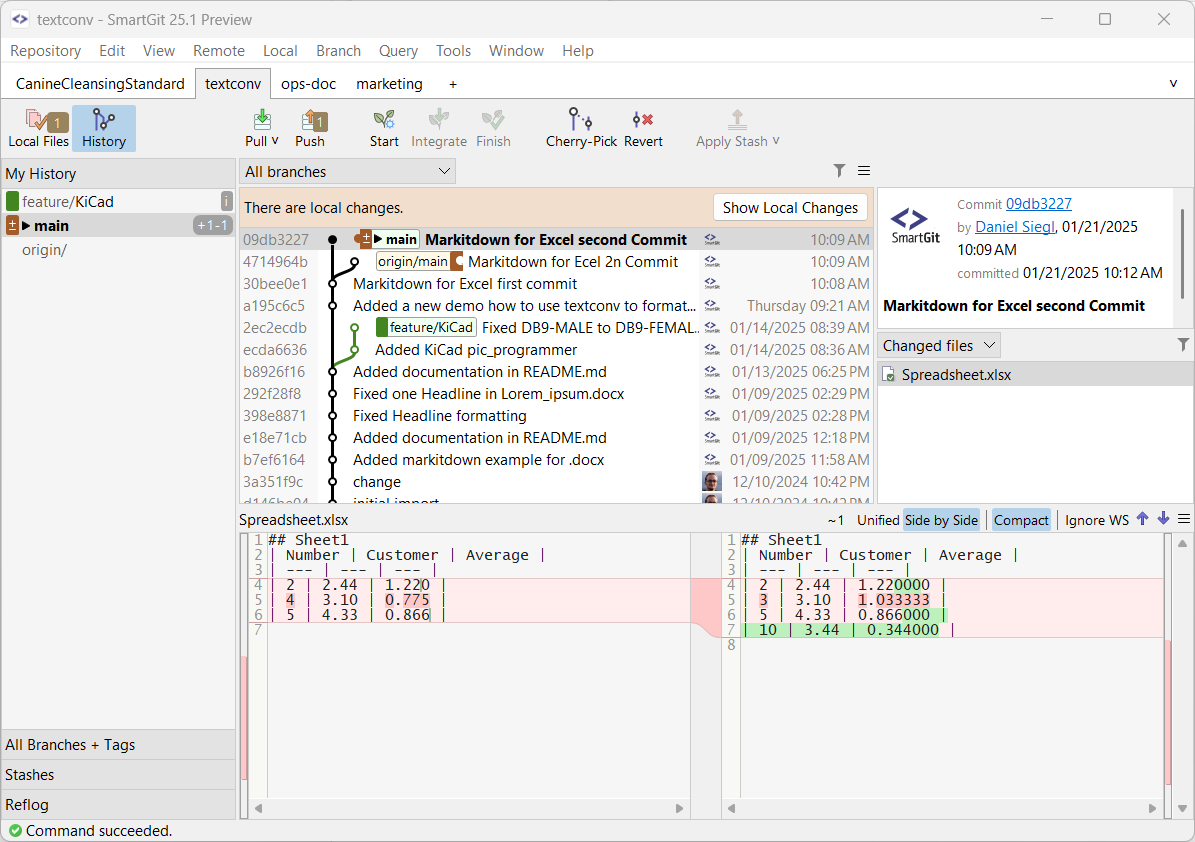 textconv - SmartGit 25.1 Preview
Repository Edit View Remote Local Branch Query Tools Window Help
CanineCleansingStandard textconv ops-doc marketing +
1 1
Local Files History Pull Push Start Integrate Finish Cherry-Pick Revert Apply Stash
My History
All branches
feature/KiCad i
main +1-1
origin/
There are local changes. Show Local Changes
09db3227 main Markitdown for Excel second Commit 10:09 AM
4714964b origin/main Markitdown for Ecel 2n Commit 10:09 AM
30bee0e1 Markitdown for Excel first commit 10:08 AM
a195c6c5 Added a new demo how to use textconv to format... Thursday 09:21 AM
2ec2ecdb feature/KiCad Fixed DB9-MALE to DB9-FEMAL... 01/14/2025 08:39 AM
ecda6636 Added KiCad pic_programmer 01/14/2025 08:36 AM
b8926f16 Added documentation in README.md 01/13/2025 06:25 PM
292f28f8 Fixed one Headline in Lorem_ipsum.docx 01/09/2025 02:29 PM
398e8871 Fixed Headline formatting 01/09/2025 02:28 PM
e18e71cb Added documentation in README.md 01/09/2025 12:18 PM
b7ef6164 Added markitdown example for .docx 01/09/2025 11:58 AM
3a351f9c change 12/10/2024 10:42 PM
d146be04 initial import 12/10/2024 10:42 PM
SmartGit
Commit 09db3227
by Daniel Siegl, 01/21/2025
10:09 AM
committed 01/21/2025 10:12 AM
Markitdown for Excel second Commit
Changed files
Spreadsheet.xlsx
All Branches + Tags
Stashes
Reflog
Spreadsheet.xlsx ~1 Unified Side by Side Compact Ignore WS
1 ## Sheet1
2 | Number | Customer | Average |
3 | --- | --- | --- |
4 | 2 | 2.44 | 1.220 |
5 | 4 | 3.10 | 0.775 |
6 | 5 | 4.33 | 0.866 |
7
1 ## Sheet1
2 | Number | Customer | Average |
3 | --- | --- | --- |
4 | 2 | 2.44 | 1.220000 |
5 | 3 | 3.10 | 1.033333 |
6 | 5 | 4.33 | 0.866000 |
7 | 10 | 3.44 | 0.344000 |
8
Command succeeded.